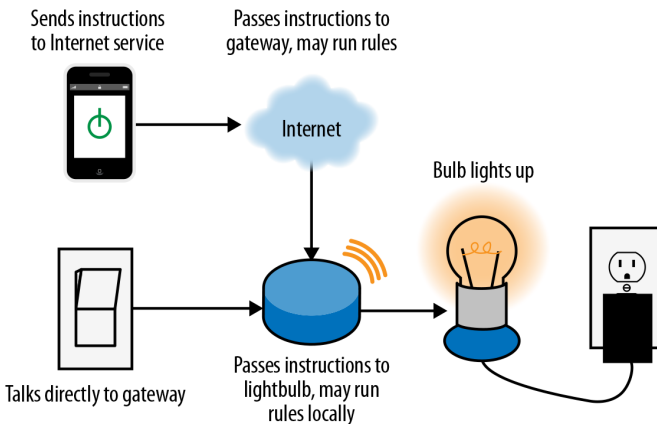 Sends instructions
to Internet service
Passes instructions to
gateway, may run rules
Internet
Bulb lights up
Talks directly to gateway
Passes instructions to
lightbulb, may run
rules locally